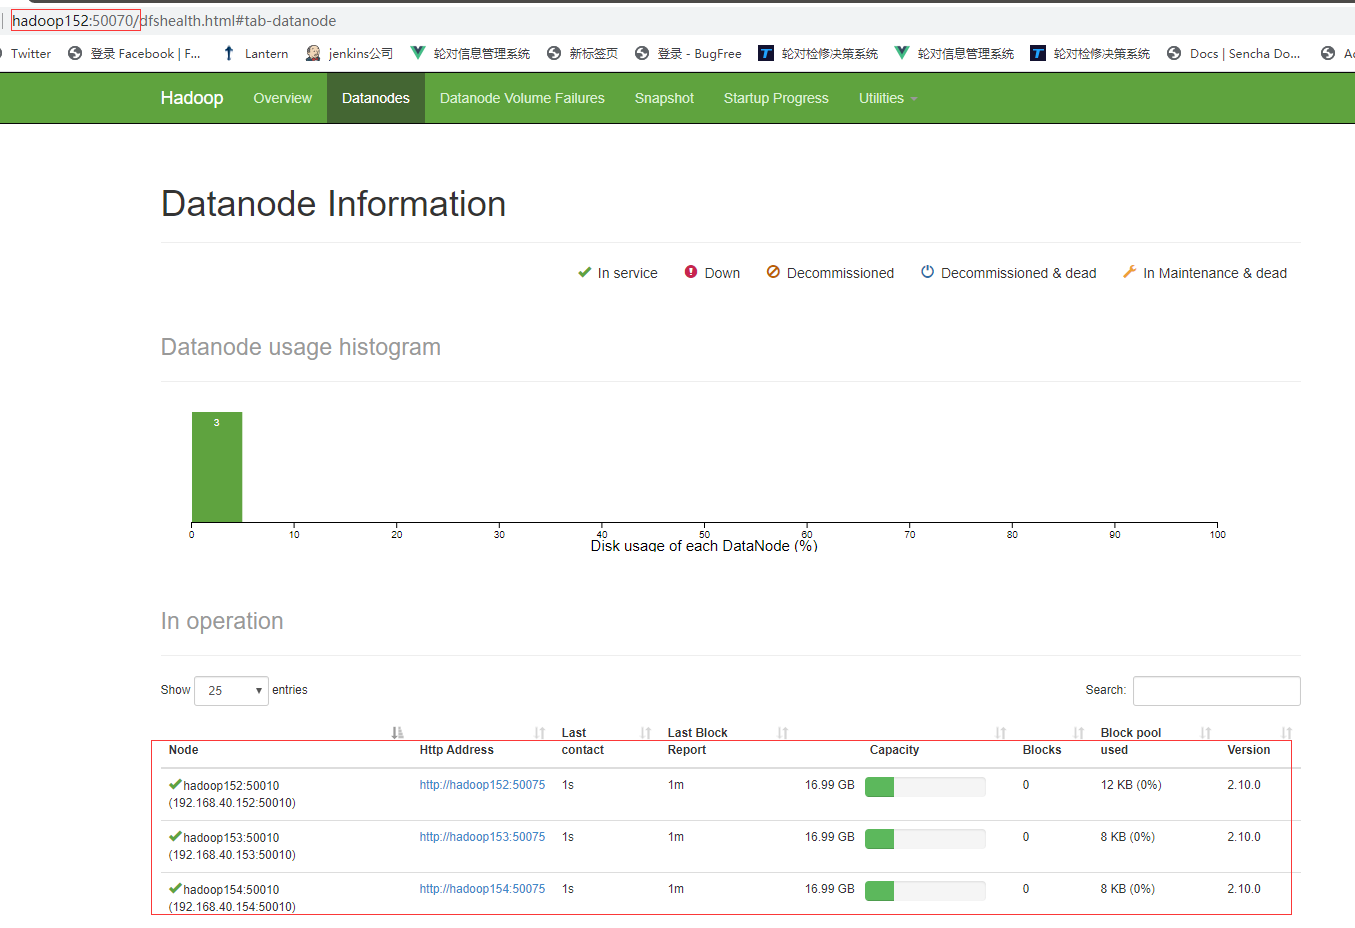 hadoop152:50070/dfshealth.html#tab-datanode
Twitter 登录 Facebook | F... Lantern jenkins公司 轮对信息管理系统 新标签页 登录 - BugFree 轮对检修决策系统 轮对信息管理系统 轮对检修决策系统 Docs | Sencha Do...
Hadoop Overview Datanodes Datanode Volume Failures Snapshot Startup Progress Utilities
Datanode Information
In service Down Decommissioned Decommissioned & dead In Maintenance & dead
Datanode usage histogram
3
0 10 20 30 40 50 60 70 80 90 100
Disk usage of each DataNode (%)
In operation
Show 25 entries Search:
Node Http Address Last contact Last Block Report Capacity Blocks Block pool used Version
hadoop152:50010 http://hadoop152:50075 1s 1m 16.99 GB 0 12 KB (0%) 2.10.0
(192.168.40.152:50010)
hadoop153:50010 http://hadoop153:50075 1s 1m 16.99 GB 0 8 KB (0%) 2.10.0
(192.168.40.153:50010)
hadoop154:50010 http://hadoop154:50075 1s 1m 16.99 GB 0 8 KB (0%) 2.10.0
(192.168.40.154:50010)